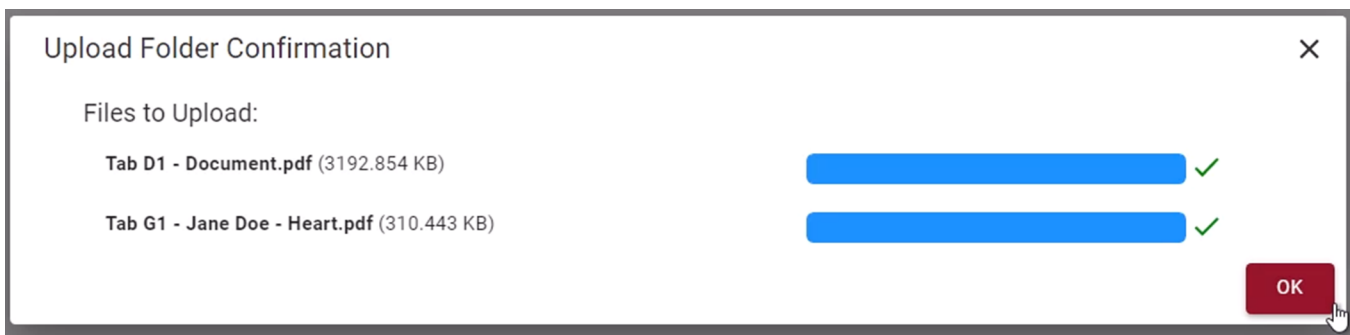 Upload Folder Confirmation
Files to Upload:
Tab D1 - Document.pdf (3192.854 KB)
Tab G1 - Jane Doe - Heart.pdf (310.443 KB)
OK